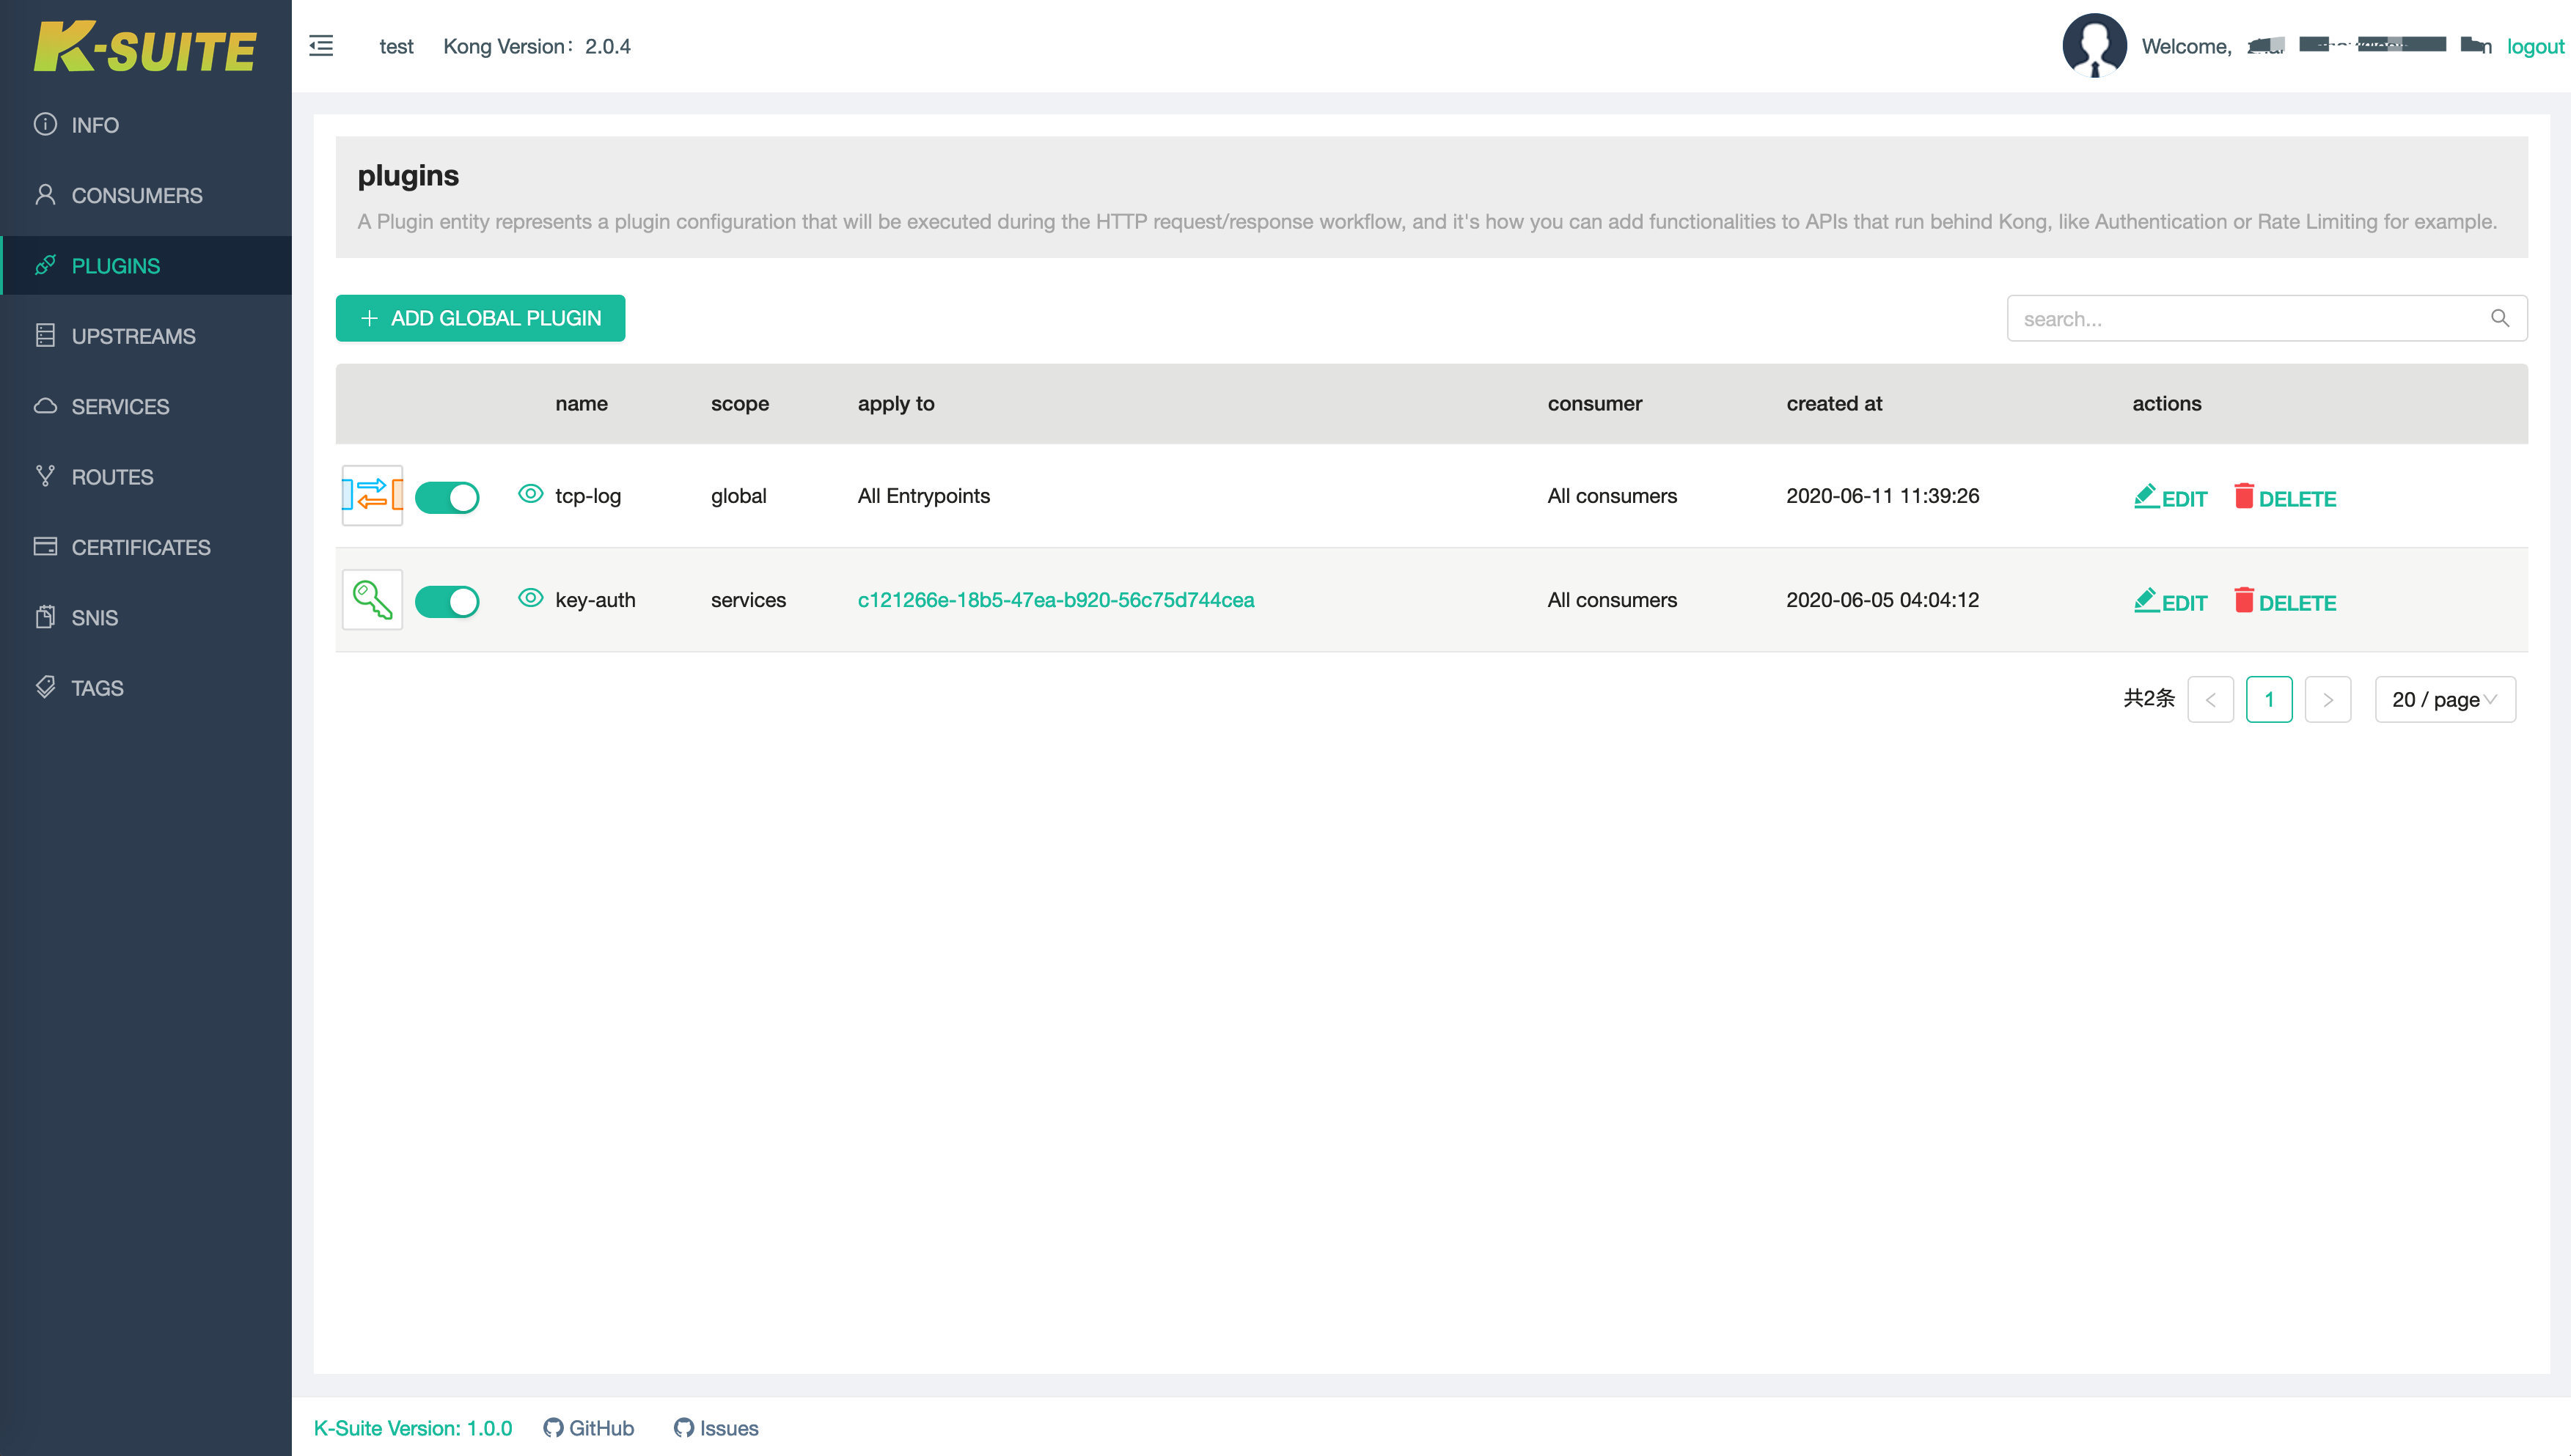 K-SUITE
test Kong Version：2.0.4
Welcome, logout
INFO
CONSUMERS
PLUGINS
UPSTREAMS
SERVICES
ROUTES
CERTIFICATES
SNIS
TAGS
plugins
A Plugin entity represents a plugin configuration that will be executed during the HTTP request/response workflow, and it's how you can add functionalities to APIs that run behind Kong, like Authentication or Rate Limiting for example.
ADD GLOBAL PLUGIN
search...
name scope apply to consumer created at actions
tcp-log global All Entrypoints All consumers 2020-06-11 11:39:26 EDIT DELETE
key-auth services c121266e-18b5-47ea-b920-56c75d744cea All consumers 2020-06-05 04:04:12 EDIT DELETE
共2条 < 1 > 20 / page
K-Suite Version: 1.0.0 GitHub Issues